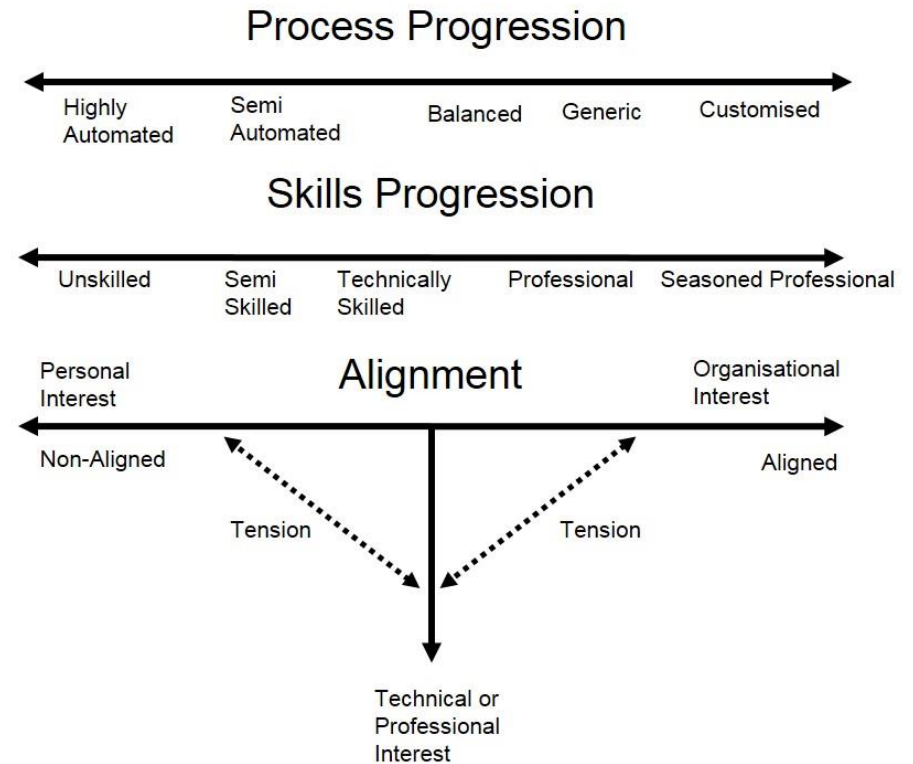 Process Progression
Highly
Automated
Semi
Automated
Balanced
Generic
Customised
Skills Progression
Unskilled
Semi
Skilled
Technically
Skilled
Professional
Seasoned Professional
Personal
Interest
Alignment
Organisational
Interest
Non-Aligned
Aligned
Tension
Tension
Technical or
Professional
Interest